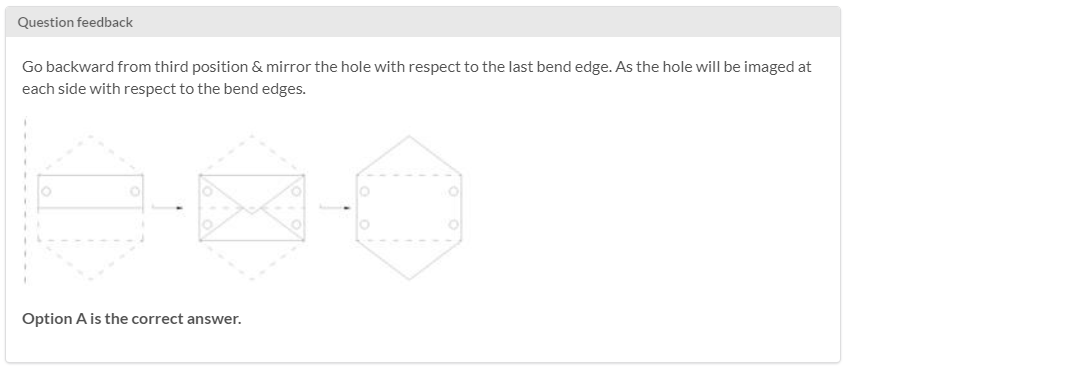 Question feedback
Go backward from third position & mirror the hole with respect to the last bend edge. As the hole will be imaged at
each side with respect to the bend edges.
Option A is the correct answer.